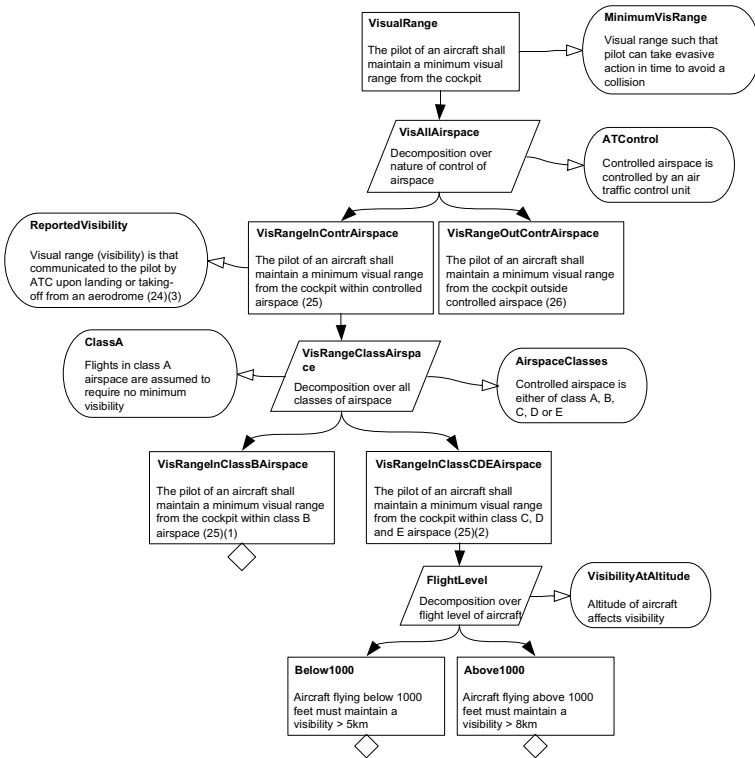 VisualRange
The pilot of an aircraft shall
maintain a minimum visual
range from the cockpit
MinimumVisRange
Visual range such that
pilot can take evasive
action in time to avoid a
collision
VisAllAirspace
Decomposition over
nature of control of
airspace
ATControl
Controlled airspace is
controlled by an air
traffic control unit
ReportedVisibility
Visual range (visibility) is that
communicated to the pilot by
ATC upon landing or taking-
off from an aerodrome (24)(3)
VisRangeInContrAirspace
The pilot of an aircraft shall
maintain a minimum visual range
from the cockpit within controlled
airspace (25)
VisRangeOutContrAirspace
The pilot of an aircraft shall
maintain a minimum visual range
from the cockpit outside
controlled airspace (26)
ClassA
Flights in class A
airspace are assumed to
require no minimum
visibility
VisRangeClassAirspa
ce
Decomposition over all
classes of airspace
AirspaceClasses
Controlled airspace is
either of class A, B,
C, D or E
VisRangeInClassBAirspace
The pilot of an aircraft shall
maintain a minimum visual range
from the cockpit within class B
airspace (25)(1)
VisRangeInClassCDEAirspace
The pilot of an aircraft shall
maintain a minimum visual range
from the cockpit within class C, D
and E airspace (25)(2)
FlightLevel
Decomposition over
flight level of aircraft
VisibilityAtAltitude
Altitude of aircraft
affects visibility
Below1000
Aircraft flying below 1000
feet must maintain a
visibility > 5km
Above1000
Aircraft flying above 1000
feet must maintain a
visibility > 8km